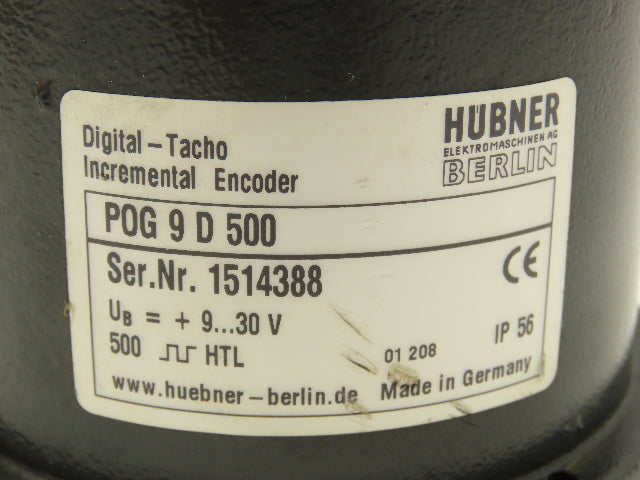 HÜBNER
ELEKTROMASCHINEN AG
BERLIN
Digital-Tacho
Incremental Encoder
POG 9 D 500
Ser.Nr. 1514388
CE
UB = + 9...30 V
500 HTL
01 208
IP 56
www.huebner-berlin.de
Made in Germany